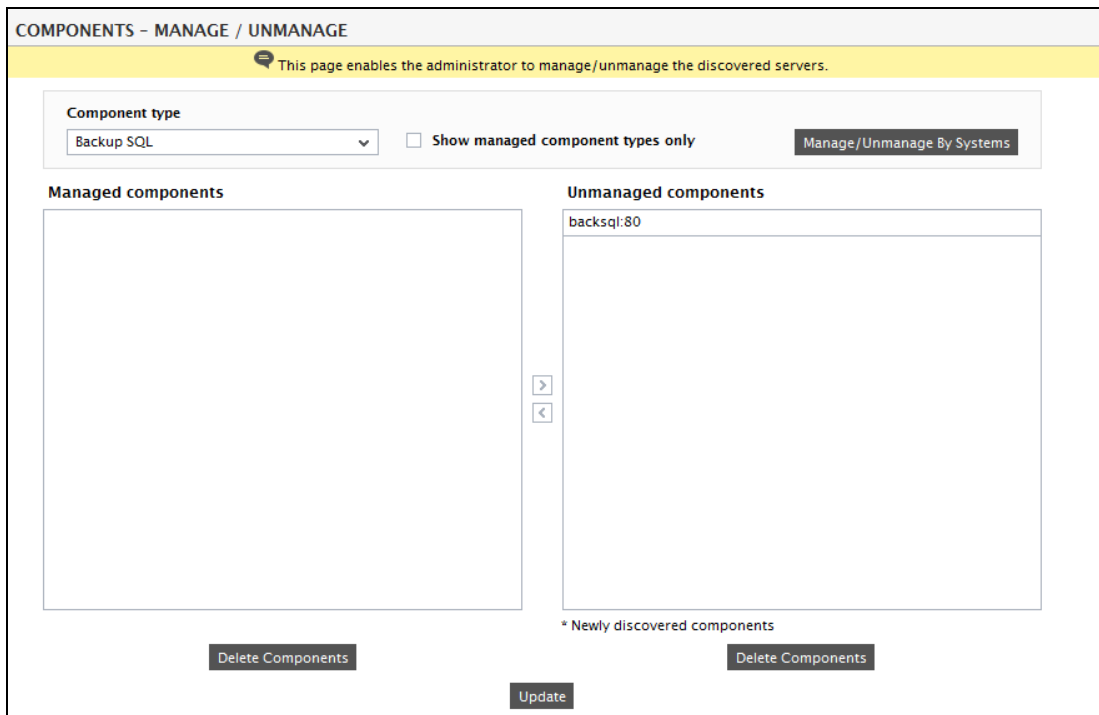 COMPONENTS - MANAGE / UNMANAGE
This page enables the administrator to manage/unmanage the discovered servers.
Component type
Backup SQL
Show managed component types only
Manage/Unmanage By Systems
Managed components
Unmanaged components
backsql:80
>
<
* Newly discovered components
Delete Components
Delete Components
Update